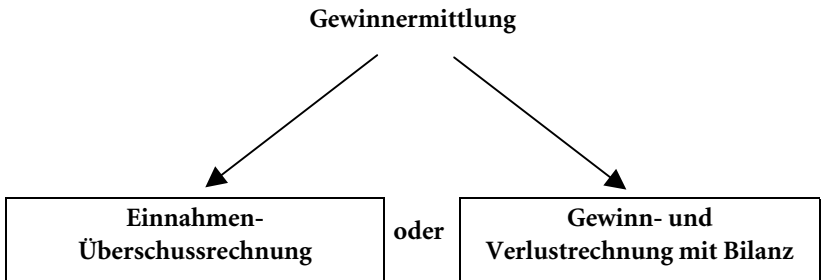 Gewinnermittlung
Einnahmen-
Überschussrechnung
oder
Gewinn- und
Verlustrechnung mit Bilanz